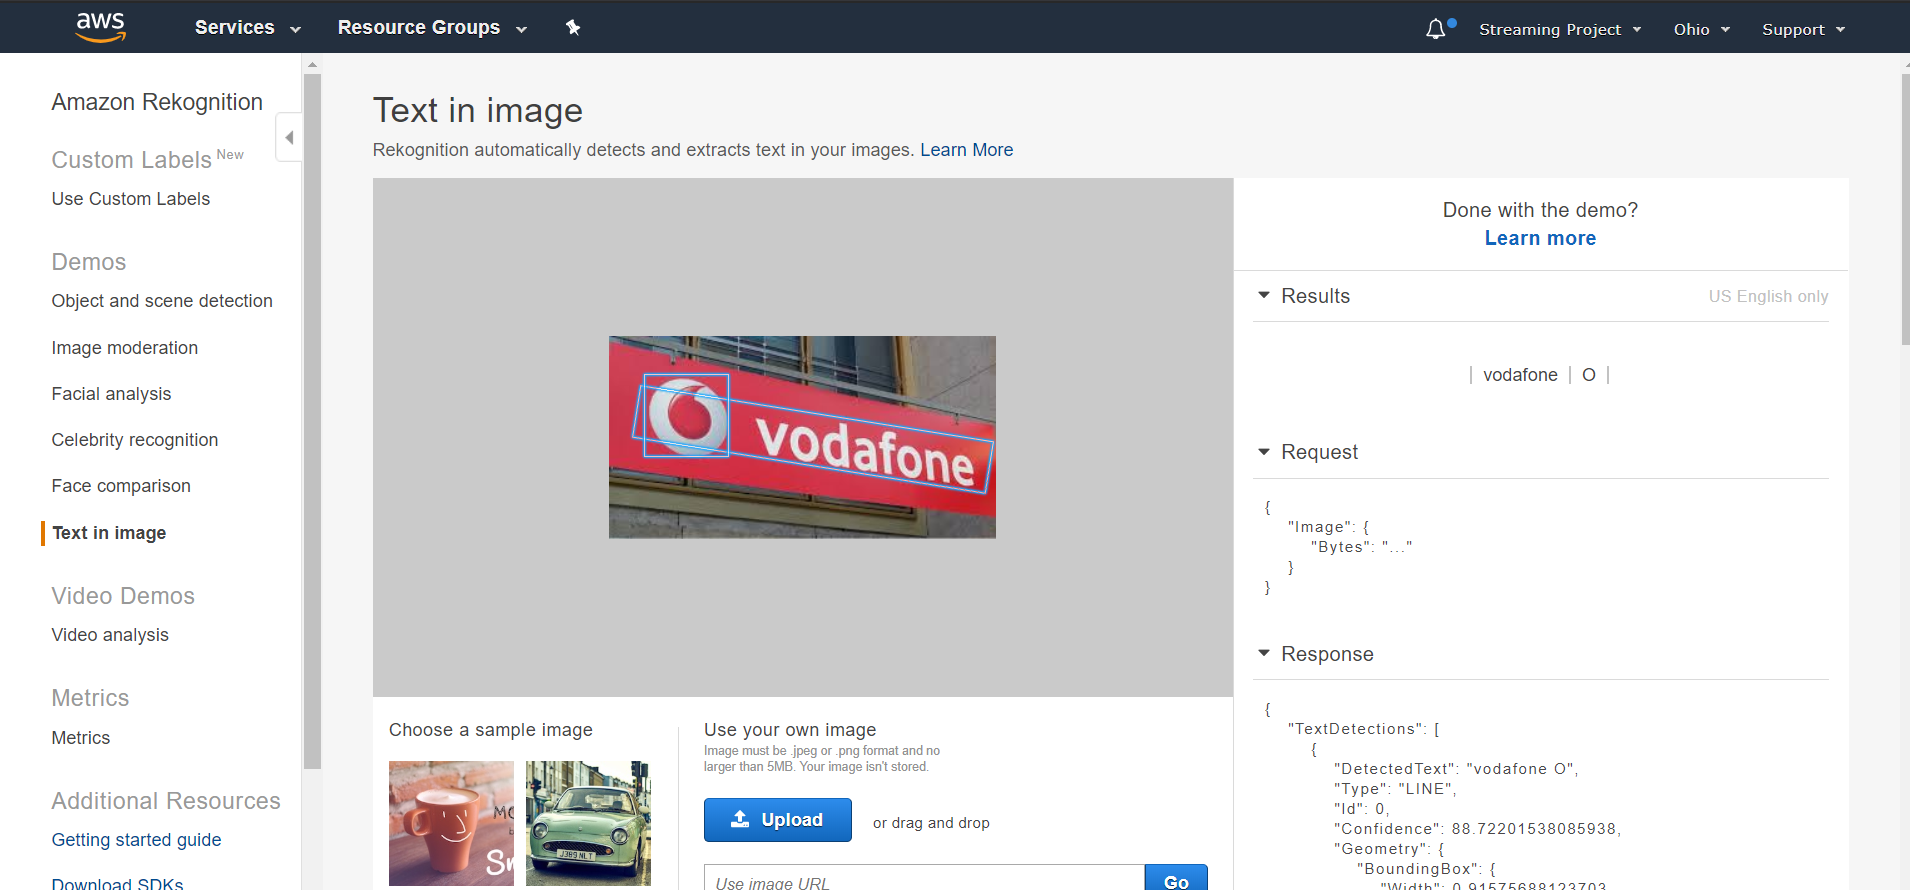 aws
Services
Resource Groups
Streaming Project
Ohio
Support
Amazon Rekognition
Custom Labels New
Use Custom Labels
Demos
Object and scene detection
Image moderation
Facial analysis
Celebrity recognition
Face comparison
Text in image
Video Demos
Video analysis
Metrics
Metrics
Additional Resources
Getting started guide
Download SDKs
Text in image
Rekognition automatically detects and extracts text in your images. Learn More
vodafone
Choose a sample image
J389 NLT
Use your own image
Image must be .jpeg or .png format and no
larger than 5MB. Your image isn't stored.
Upload
or drag and drop
Use image URL
Go
Done with the demo?
Learn more
Results
US English only
| vodafone | O |
Request
{
"Image": {
"Bytes": "..."
}
}
Response
{
"TextDetections": [
{
"DetectedText": "vodafone O",
"Type": "LINE",
"Id": 0,
"Confidence": 88.72201538085938,
"Geometry": {
"BoundingBox": {
"Width": 0.91575688123703